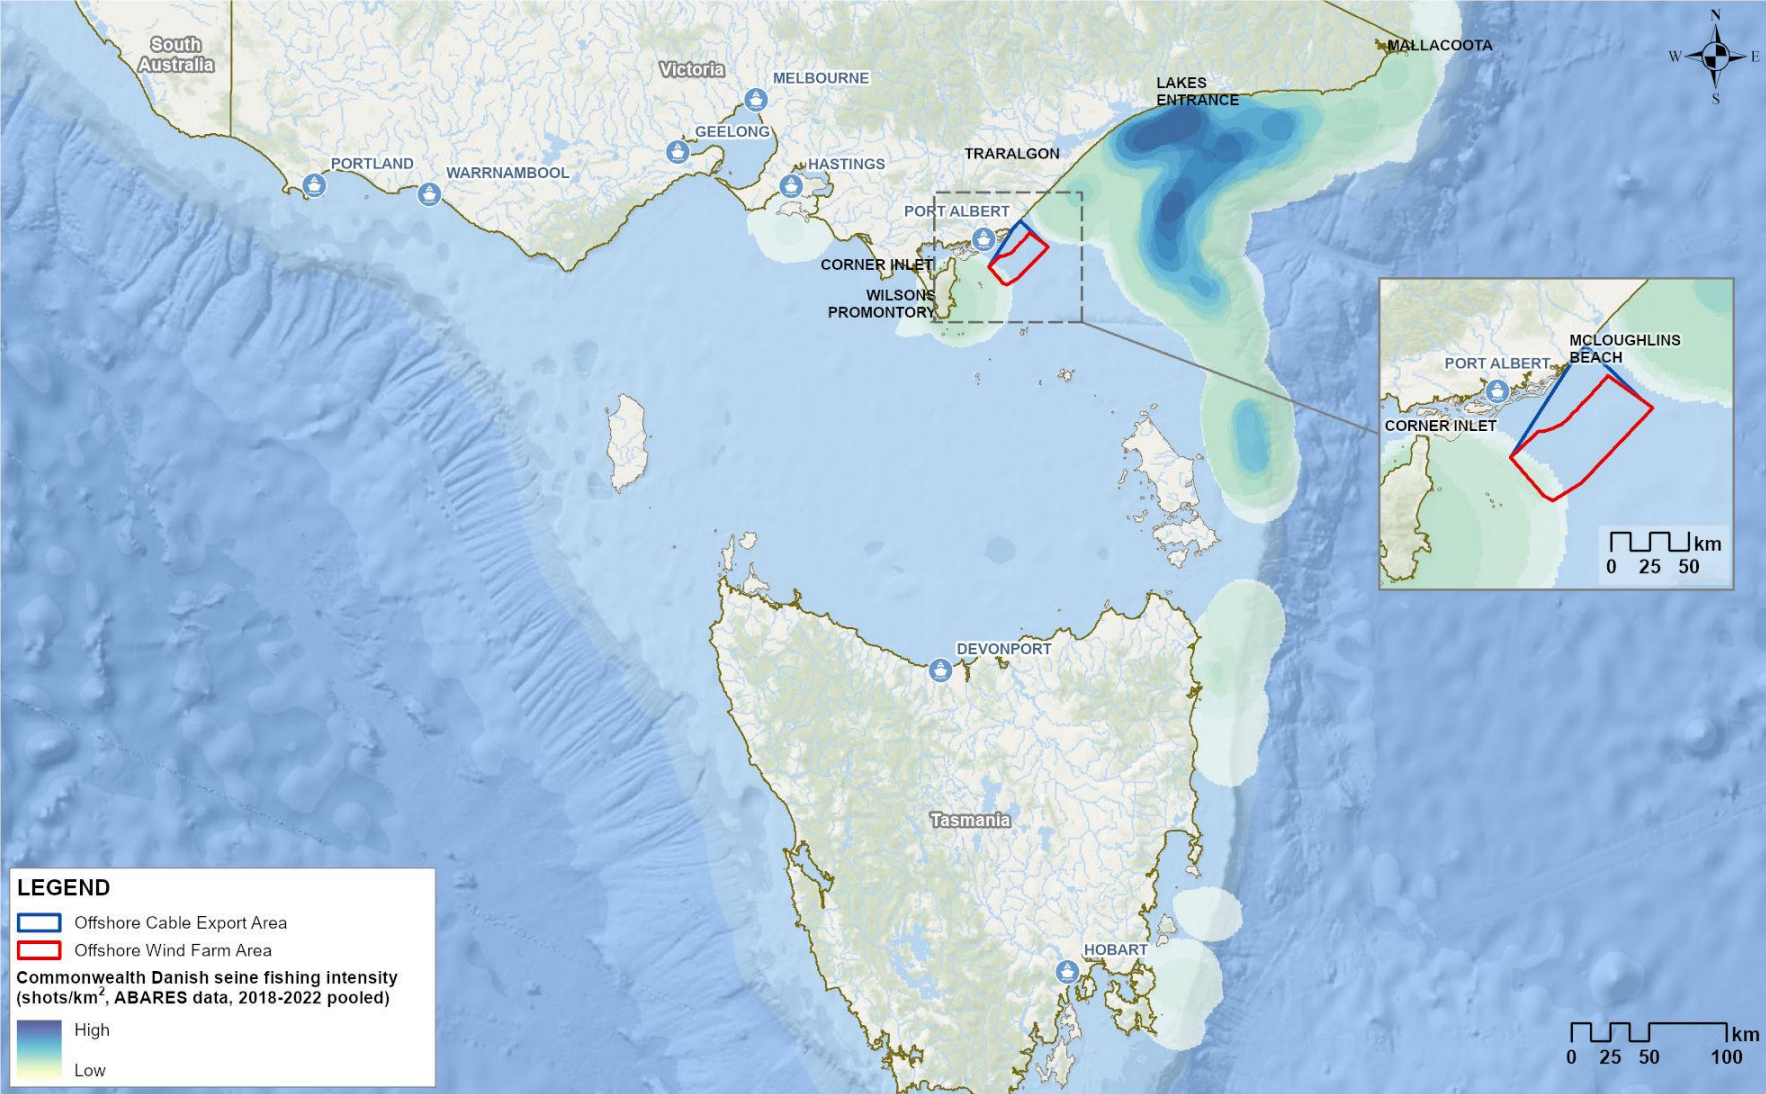 N
W
E
S
South
Australia
Victoria
MELBOURNE
MALLACOOTA
LAKES
ENTRANCE
GEELONG
PORTLAND
WARRNAMBOOL
HASTINGS
TRARALGON
PORT ALBERT
CORNER INLET
WILSONS
PROMONTORY
MCLOUGHLINS
BEACH
PORT ALBERT
CORNER INLET
km
0 25 50
DEVONPORT
Tasmania
HOBART
LEGEND
Offshore Cable Export Area
Offshore Wind Farm Area
Commonwealth Danish seine fishing intensity
(shots/km², ABARES data, 2018-2022 pooled)
High
Low
km
0 25 50 100